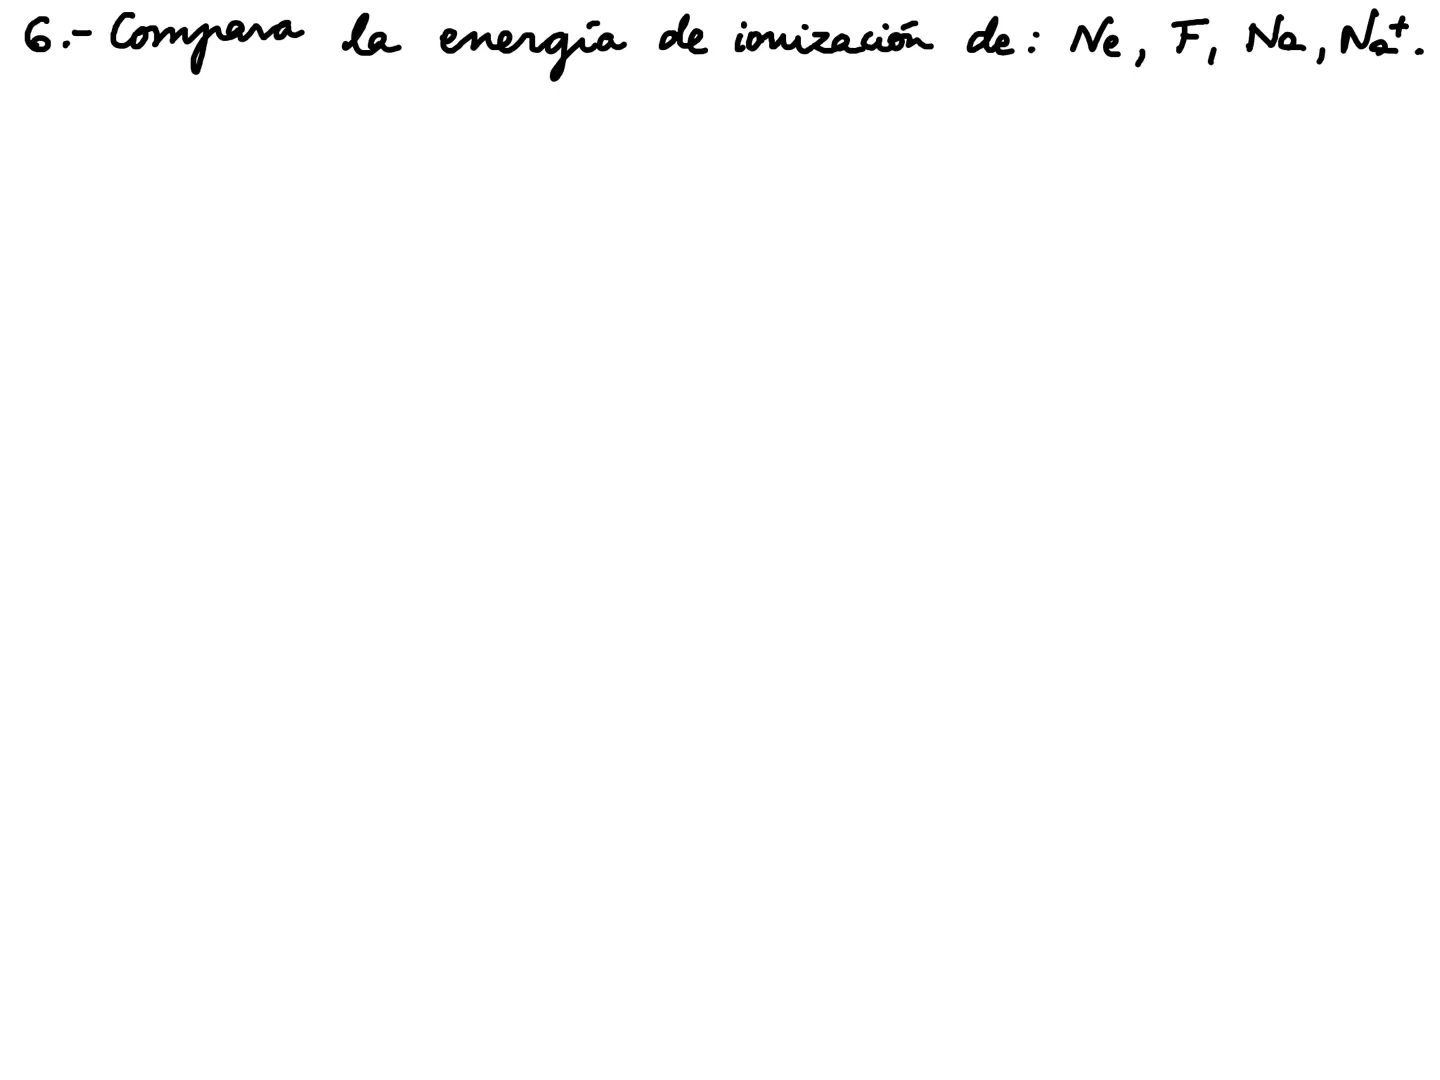 6.- Compara la energía de ionización de: Ne, F, Na, Na⁺.